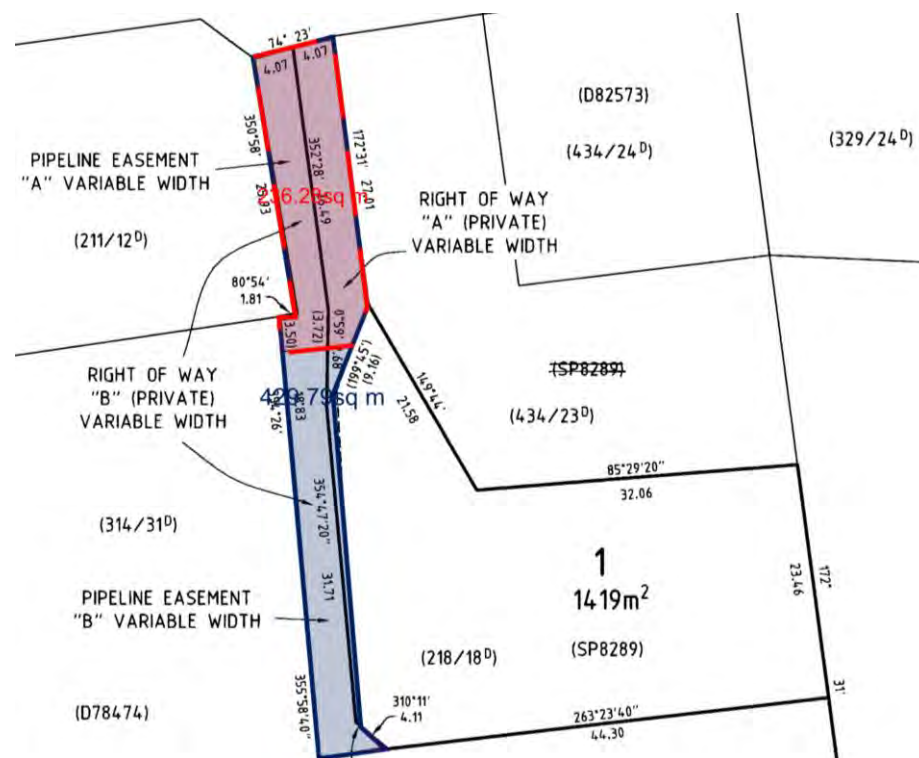 74° 23'
4.07
4.07
(D82573)
(434/24ᴰ)
(329/24ᴰ)
350°58'
352°28'
172°31'
27.01
PIPELINE EASEMENT
"A" VARIABLE WIDTH
RIGHT OF WAY
"A" (PRIVATE)
VARIABLE WIDTH
(211/12ᴰ)
80°54'
1.81
(3.50)
(3.72)
0°59'
(9.16)
149°44'
21.58
(SP8289)
(434/23ᴰ)
RIGHT OF WAY
"B" (PRIVATE)
VARIABLE WIDTH
429.79sq m
85°29'20"
32.06
354°47'20"
(314/31ᴰ)
31.71
1
1419m²
(SP8289)
23.46
172°
31'
PIPELINE EASEMENT
"B" VARIABLE WIDTH
(218/18ᴰ)
355°58'40"
(D78474)
310°11'
4.11
263°23'40"
44.30